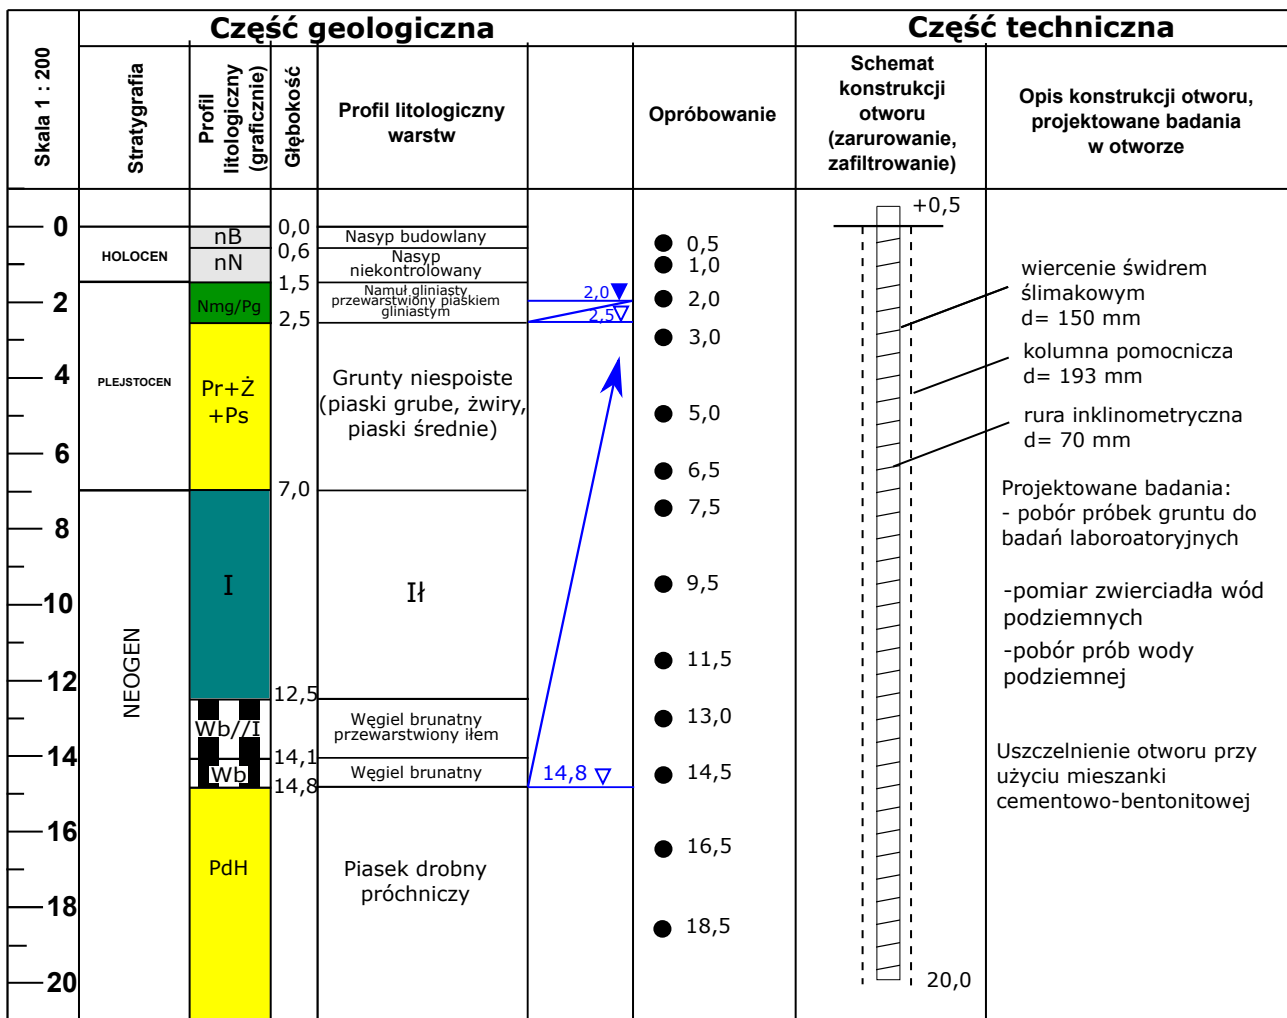 Część geologiczna
Część techniczna
Skala 1 : 200
Stratygrafia
Profil
litologiczny
(graficznie)
Głębokość
Profil litologiczny
warstw
Opróbowanie
Schemat
konstrukcji
otworu
(zarurowanie,
zafiltrowanie)
Opis konstrukcji otworu,
projektowane badania
w otworze
0
2
4
6
8
10
12
14
16
18
20
HOLOCEN
PLEJSTOCEN
NEOGEN
nB
nN
Nmg/Pg
Pr+Ż
+Ps
I
Wb//I
Wb
PdH
0,0
0,6
1,5
2,5
7,0
12,5
14,1
14,8
Nasyp budowlany
Nasyp
niekontrolowany
Namuł gliniasty
przewarstwiony piaskiem
gliniastym
Grunty niespoiste
(piaski grube, żwiry,
piaski średnie)
Ił
Węgiel brunatny
przewarstwiony iłem
Węgiel brunatny
Piasek drobny
próchniczy
2,0
2,5
14,8
0,5
1,0
2,0
3,0
5,0
6,5
7,5
9,5
11,5
13,0
14,5
16,5
18,5
+0,5
20,0
wiercenie świdrem
ślimakowym
d= 150 mm
kolumna pomocnicza
d= 193 mm
rura inklinometryczna
d= 70 mm
Projektowane badania:
- pobór próbek gruntu do
badań laboroatoryjnych
-pomiar zwierciadła wód
podziemnych
-pobór prób wody
podziemnej
Uszczelnienie otworu przy
użyciu mieszanki
cementowo-bentonitowej